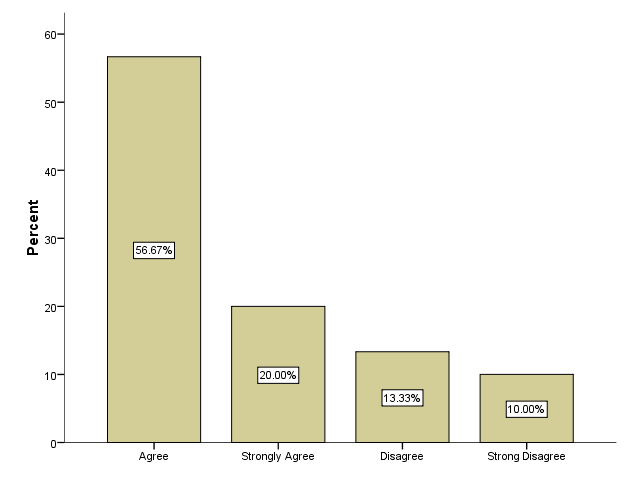 60
50
40
30
20
10
0
Percent
56.67%
20.00%
13.33%
10.00%
Agree
Strongly Agree
Disagree
Strong Disagree